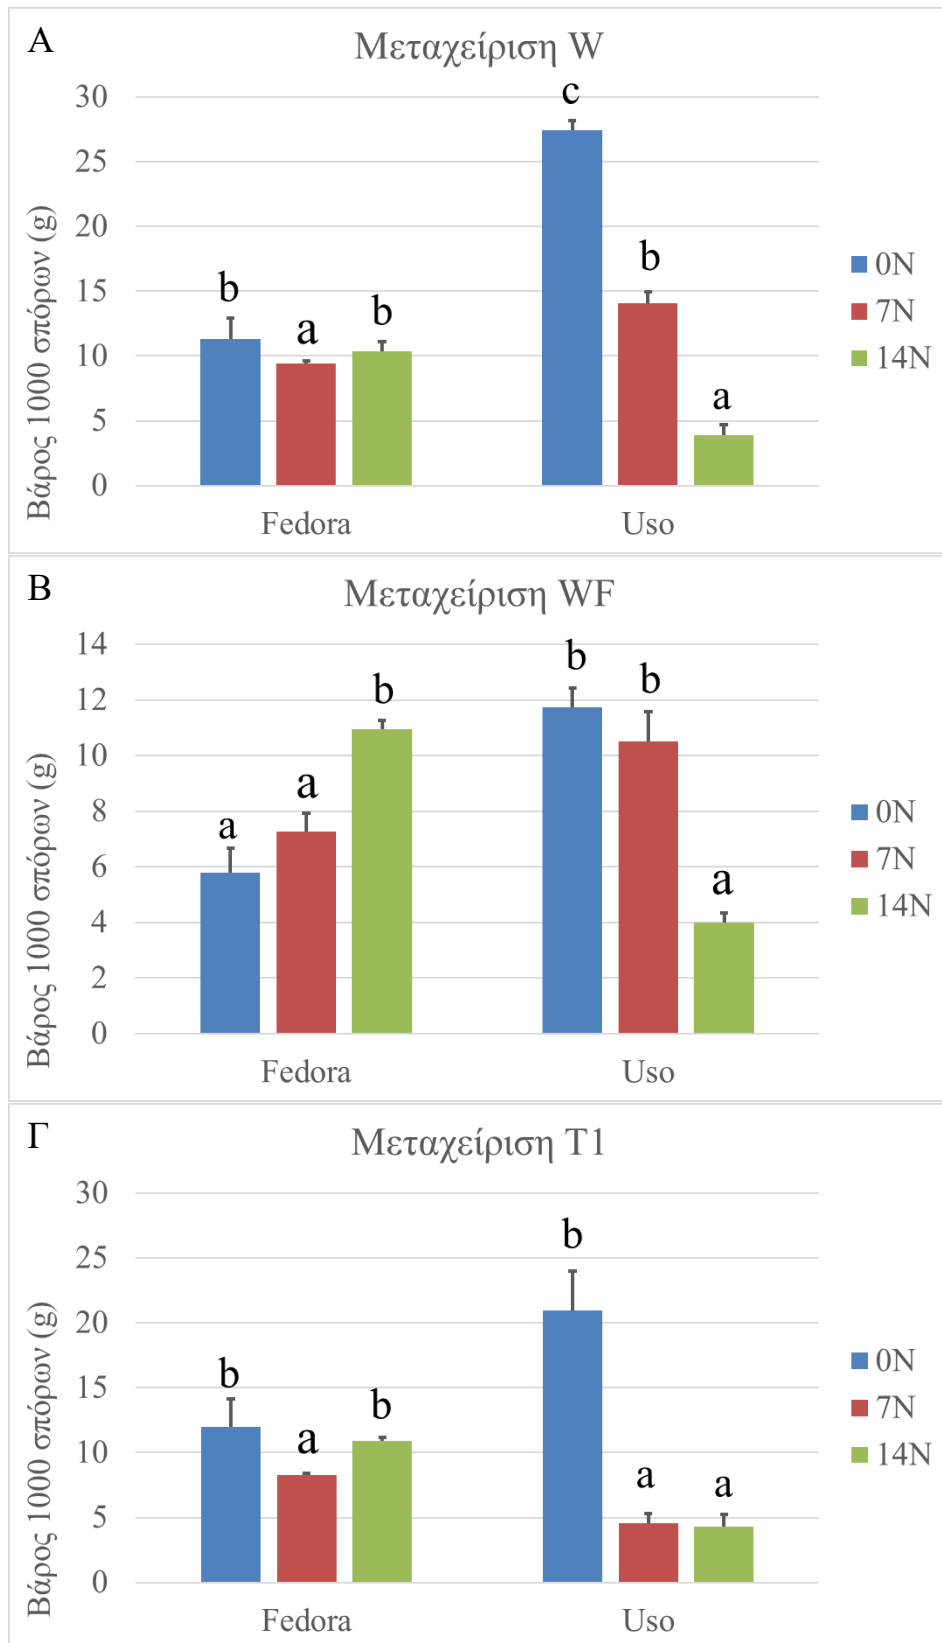 Α
Μεταχείριση W
Βάρος 1000 σπόρων (g)
30
25
20
15
10
5
0
b
a
b
c
b
a
Fedora
Uso
0N
7N
14N
Β
Μεταχείριση WF
Βάρος 1000 σπόρων (g)
14
12
10
8
6
4
2
0
a
a
b
b
b
a
Fedora
Uso
0N
7N
14N
Γ
Μεταχείριση T1
Βάρος 1000 σπόρων (g)
30
25
20
15
10
5
0
b
a
b
b
a
a
Fedora
Uso
0N
7N
14N